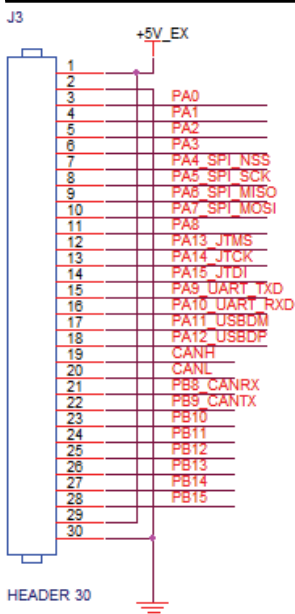 J3
+5V_EX
1
2
3 PA0
4 PA1
5 PA2
6 PA3
7 PA4_SPI_NSS
8 PA5_SPI_SCK
9 PA6_SPI_MISO
10 PA7_SPI_MOSI
11 PA8
12 PA13_JTMS
13 PA14_JTCK
14 PA15_JTDI
15 PA9_UART_TXD
16 PA10_UART_RXD
17 PA11_USBDM
18 PA12_USBDP
19 CANH
20 CANL
21 PB8_CANRX
22 PB9_CANTX
23 PB10
24 PB11
25 PB12
26 PB13
27 PB14
28 PB15
29
30
HEADER 30